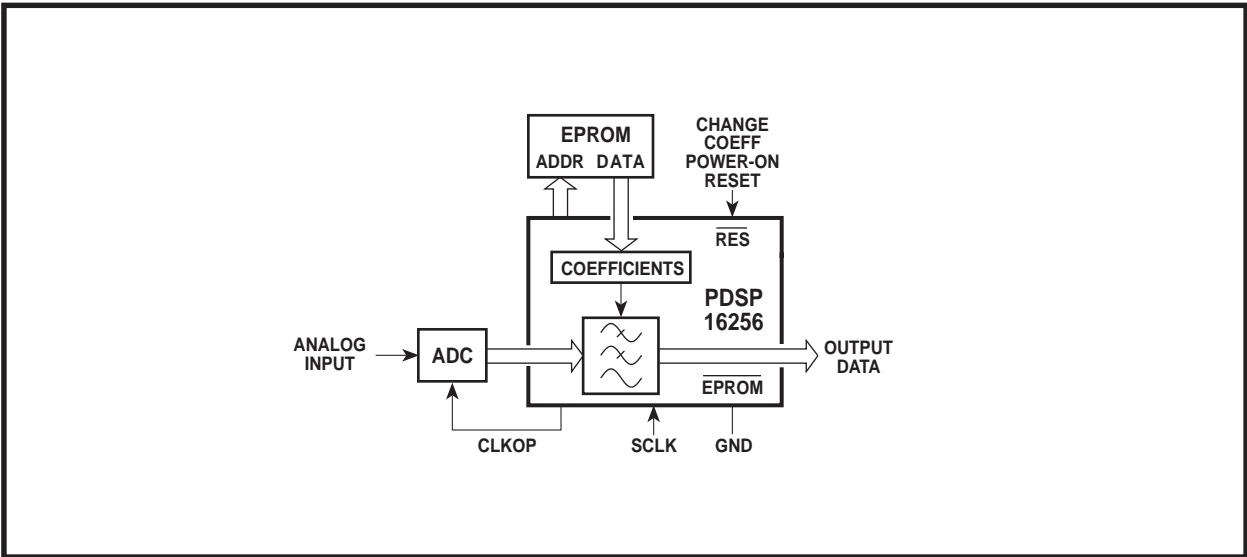 EPROM
ADDR DATA
CHANGE
COEFF
POWER-ON
RESET
RES
COEFFICIENTS
PDSP
16256
ANALOG
INPUT
ADC
OUTPUT
DATA
EPROM
CLKOP
SCLK
GND